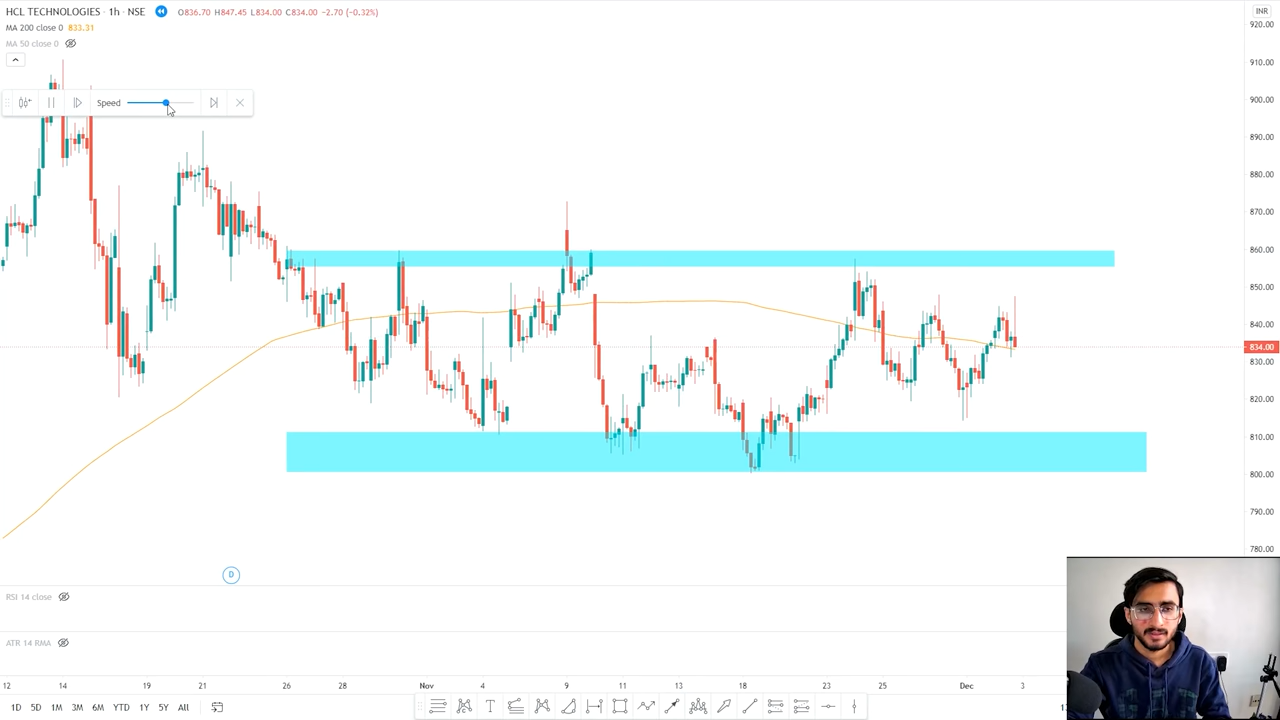 HCL TECHNOLOGIES · 1h · NSE O836.70 H847.45 L834.00 C834.00 -2.70 (-0.32%) INR
MA 200 close 0 833.31
MA 50 close 0
Speed
920.00
910.00
900.00
890.00
880.00
870.00
860.00
850.00
840.00
834.00
830.00
820.00
810.00
800.00
790.00
780.00
D
RSI 14 close
ATR 14 RMA
12 14 19 21 26 28 Nov 4 9 11 13 18 23 25 Dec 3
1D 5D 1M 3M 6M YTD 1Y 5Y All T